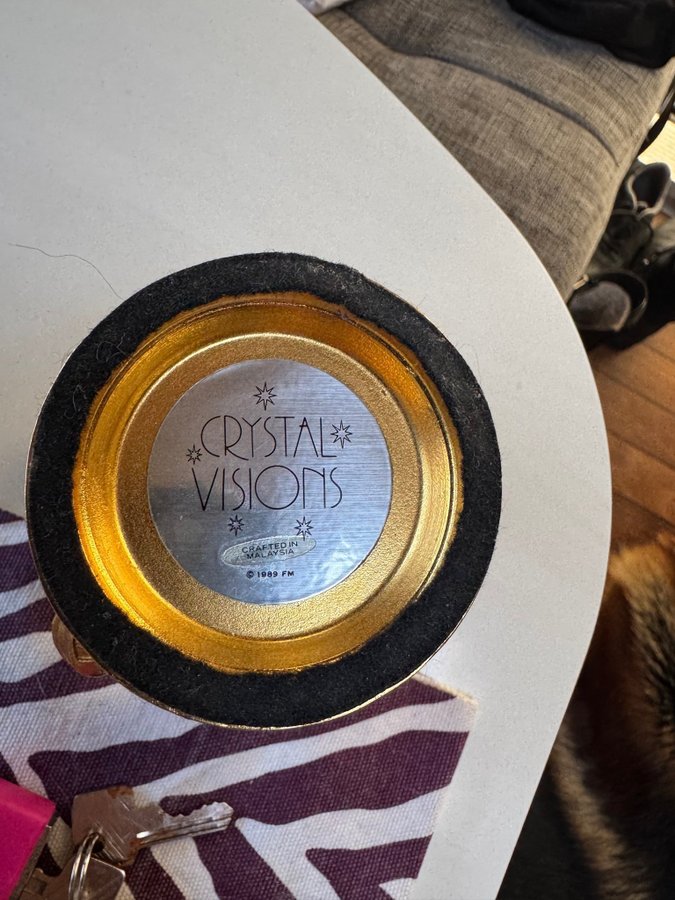 CRYSTAL
VISIONS
CRAFTED IN
MALAYSIA
© 1989 FM